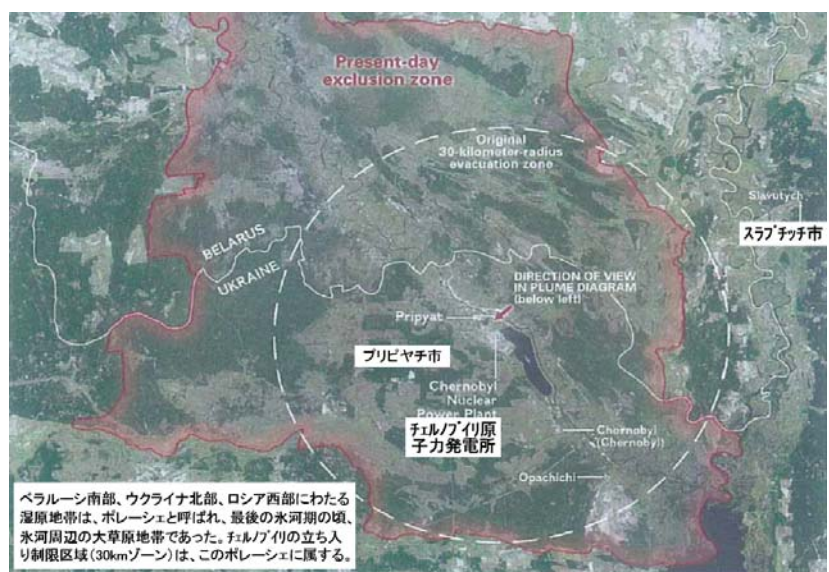 Present-day
exclusion zone
Original
30-kilometer-radius
evacuation zone
Slavutych
スラブチッチ市
BELARUS
UKRAINE
DIRECTION OF VIEW
IN PLUME DIAGRAM
(below left)
Pripyat
プリピヤチ市
Chernobyl
Nuclear
Power Plant
チェルノブイリ原
子力発電所
Chornobyl
(Chernobyl)
Opachichi
ベラルーシ南部、ウクライナ北部、ロシア西部にわたる
湿原地帯は、ポレーシェと呼ばれ、最後の氷河期の頃、
氷河周辺の大草原地帯であった。チェルノブイリの立ち入
り制限区域(30kmゾーン)は、このポレーシェに属する。